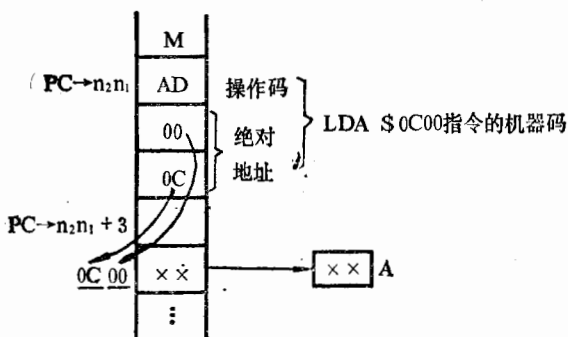 M
PC→n₂n₁ AD 操作码
00 绝对
LDA $0C00指令的机器码
0C 地址
PC→n₂n₁+3
0C 00 ×× ×× A
⋮